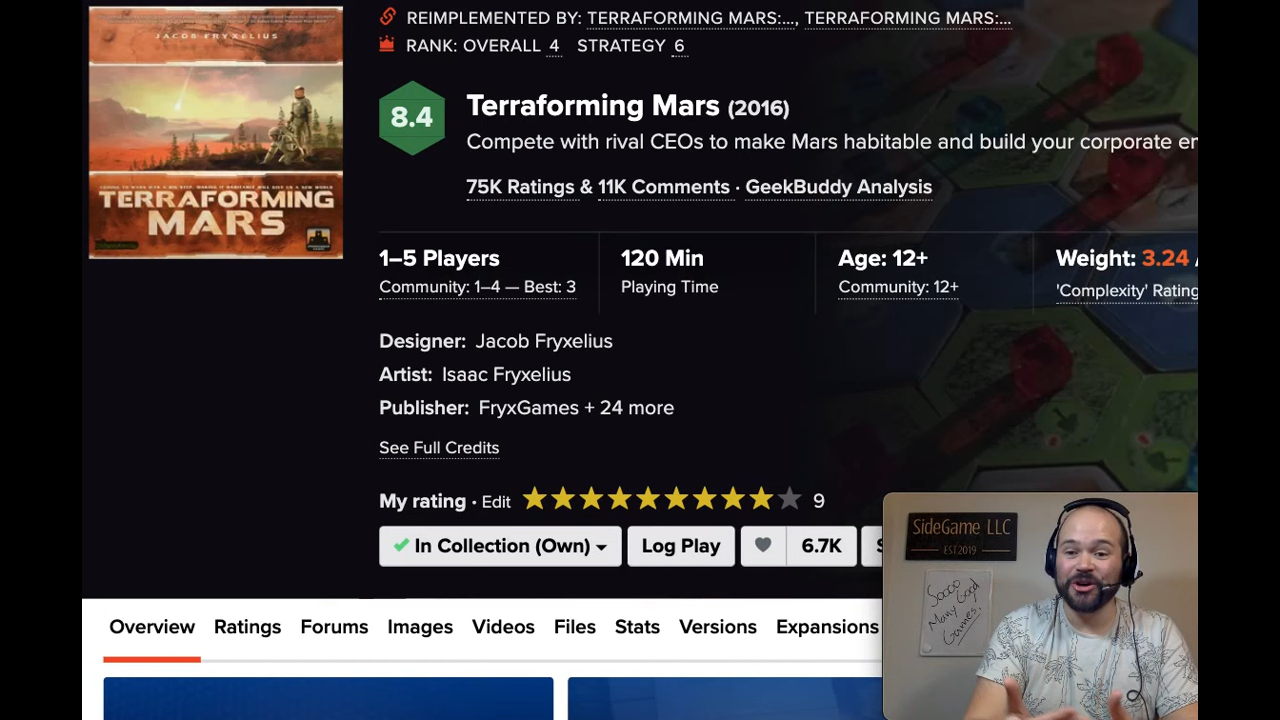 REIMPLEMENTED BY: TERRAFORMING MARS:..., TERRAFORMING MARS:...
RANK: OVERALL 4 STRATEGY 6
JACOB FRYXELIUS
TERRAFORMING
MARS
8.4
Terraforming Mars (2016)
Compete with rival CEOs to make Mars habitable and build your corporate er
75K Ratings & 11K Comments · GeekBuddy Analysis
1–5 Players
Community: 1–4 — Best: 3
120 Min
Playing Time
Age: 12+
Community: 12+
Weight: 3.24 /
'Complexity' Rating
Designer: Jacob Fryxelius
Artist: Isaac Fryxelius
Publisher: FryxGames + 24 more
See Full Credits
My rating · Edit 9
In Collection (Own)
Log Play
6.7K
S
Overview Ratings Forums Images Videos Files Stats Versions Expansions
SideGame LLC
EST.2019
Soooo
Many Good
Games.